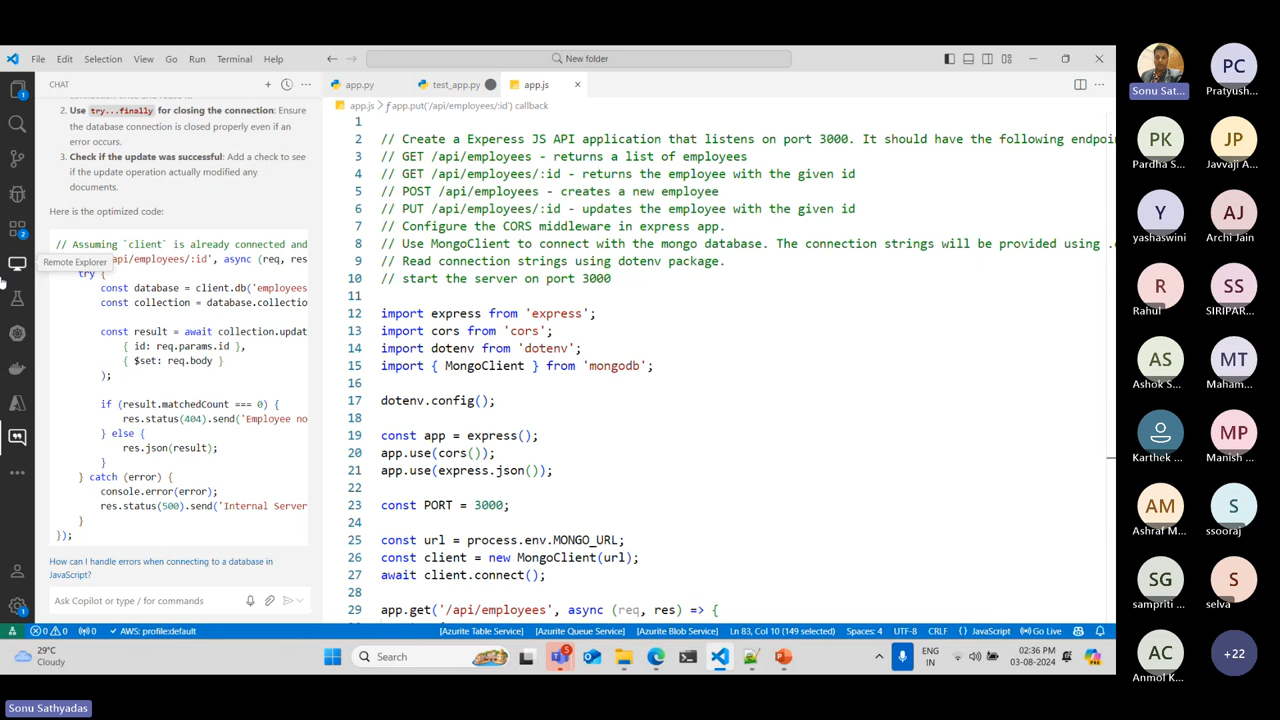 File Edit Selection View Go Run Terminal Help
New folder
CHAT
2. Use try...finally for closing the connection: Ensure
the database connection is closed properly even if an
error occurs.
3. Check if the update was successful: Add a check to see
if the update operation actually modified any
documents.
Here is the optimized code:
// Assuming `client` is already connected and
/api/employees/:id', async (req, res
Remote Explorer
try {
const database = client.db('employees
const collection = database.collectio
const result = await collection.updat
{ id: req.params.id },
{ $set: req.body }
);
if (result.matchedCount === 0) {
res.status(404).send('Employee no
} else {
res.json(result);
}
} catch (error) {
console.error(error);
res.status(500).send('Internal Server
}
});
How can I handle errors when connecting to a database in
JavaScript?
Ask Copilot or type / for commands
1
2
2
1
app.py
test_app.py
app.js
app.js > app.put('/api/employees/:id') callback
1
2 // Create a Experess JS API application that listens on port 3000. It should have the following endpoin
3 // GET /api/employees - returns a list of employees
4 // GET /api/employees/:id - returns the employee with the given id
5 // POST /api/employees - creates a new employee
6 // PUT /api/employees/:id - updates the employee with the given id
7 // Configure the CORS middleware in express app.
8 // Use MongoClient to connect with the mongo database. The connection strings will be provided using .
9 // Read connection strings using dotenv package.
10 // start the server on port 3000
11
12 import express from 'express';
13 import cors from 'cors';
14 import dotenv from 'dotenv';
15 import { MongoClient } from 'mongodb';
16
17 dotenv.config();
18
19 const app = express();
20 app.use(cors());
21 app.use(express.json());
22
23 const PORT = 3000;
24
25 const url = process.env.MONGO_URL;
26 const client = new MongoClient(url);
27 await client.connect();
28
29 app.get('/api/employees', async (req, res) => {
0 0 0 AWS: profile:default
[Azurite Table Service] [Azurite Queue Service] [Azurite Blob Service] Ln 83, Col 10 (149 selected) Spaces: 4 UTF-8 CRLF {} JavaScript Go Live
29°C
Cloudy
Search
5
ENG
IN
02:36 PM
03-08-2024
Sonu Sathyadas
Sonu Sat...
PC
Pratyush...
PK
Pardha S...
JP
Javvaji A...
Y
yashaswini
AJ
Archi Jain
R
Rahul
SS
SIRIPAR...
AS
Ashok S...
MT
Maham...
Karthek ...
MP
Manish ...
AM
Ashraf M...
S
ssooraj
SG
sampriti ...
S
selva
AC
Anmol K...
+22